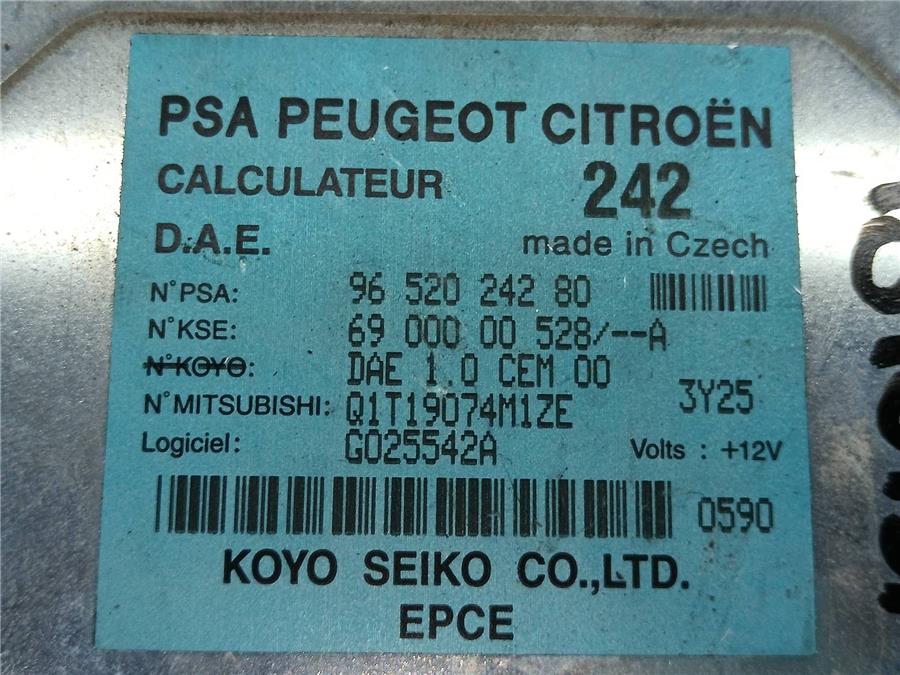 PSA PEUGEOT CITROËN
CALCULATEUR 242
D.A.E. made in Czech
N°PSA: 96 520 242 80
N°KSE: 69 000 00 528/--A
N°KOYO: DAE 1.0 CEM 00
N°MITSUBISHI: Q1T19074M1ZE 3Y25
Logiciel: G025542A Volts : +12V
0590
KOYO SEIKO CO.,LTD.
EPCE